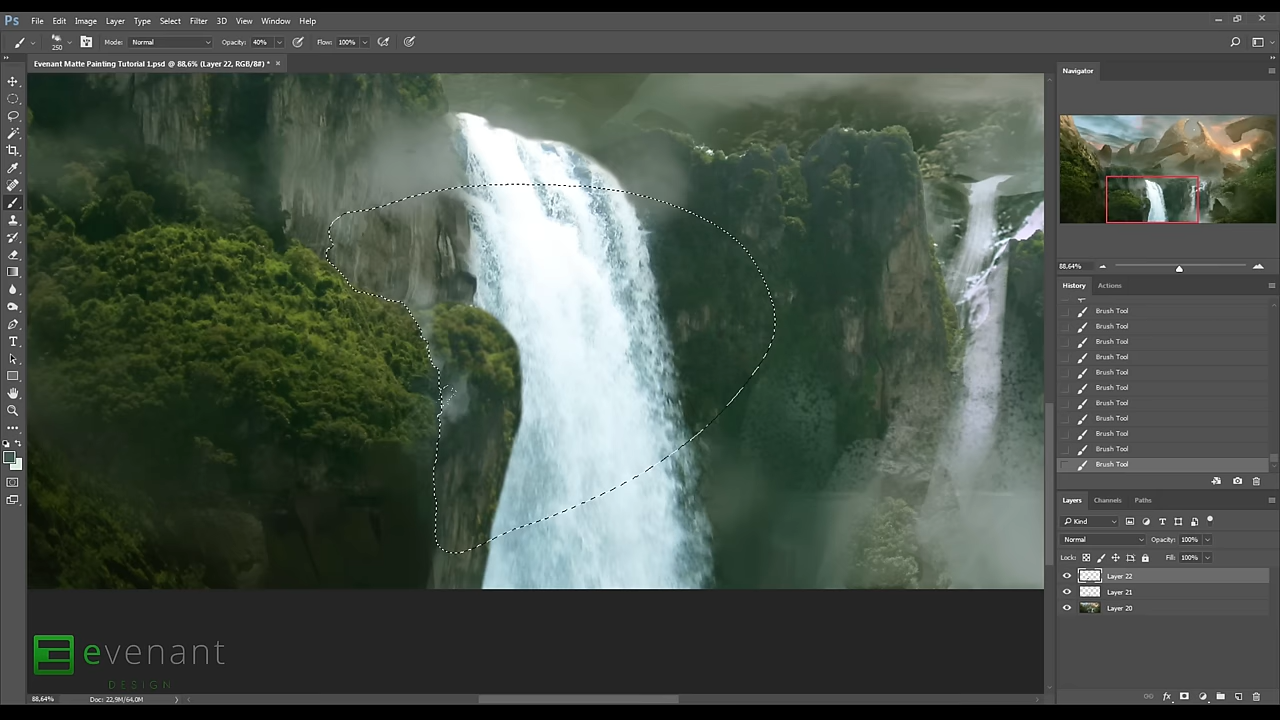 Ps File Edit Image Layer Type Select Filter 3D View Window Help
250 Mode: Normal Opacity: 40% Flow: 100%
Evenant Matte Painting Tutorial 1.psd @ 88,6% (Layer 22, RGB/8#) * ×
Navigator
88.64%
History Actions
Brush Tool
Brush Tool
Brush Tool
Brush Tool
Brush Tool
Brush Tool
Brush Tool
Brush Tool
Brush Tool
Brush Tool
Brush Tool
Layers Channels Paths
Kind
Normal Opacity: 100%
Lock: Fill: 100%
Layer 22
Layer 21
Layer 20
evenant
DESIGN
88,64% Doc: 22,9M/64,0M